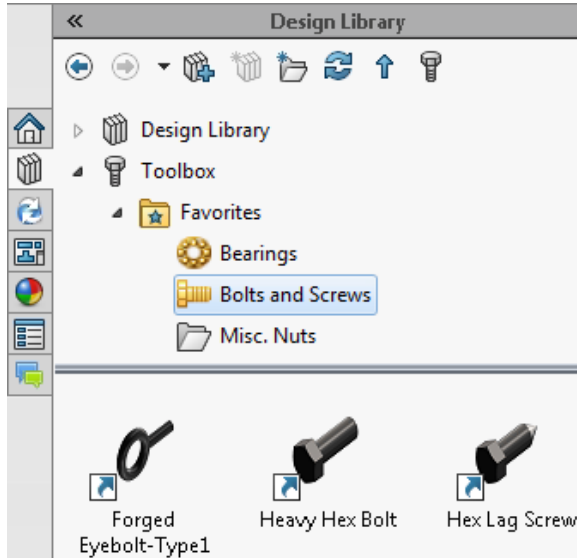 Design Library
Design Library
Toolbox
Favorites
Bearings
Bolts and Screws
Misc. Nuts
Forged
Eyebolt-Type1
Heavy Hex Bolt
Hex Lag Screw